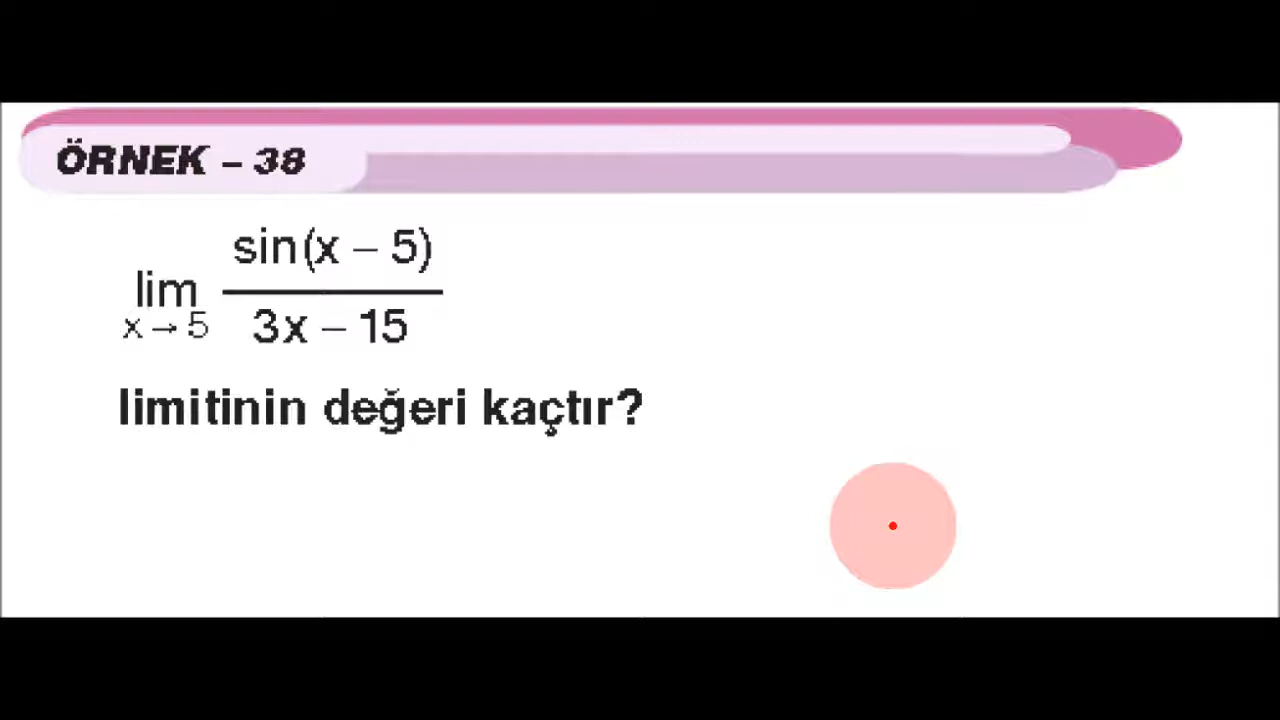 ÖRNEK – 38
sin(x – 5)
lim
x → 5
3x – 15
limitinin değeri kaçtır?